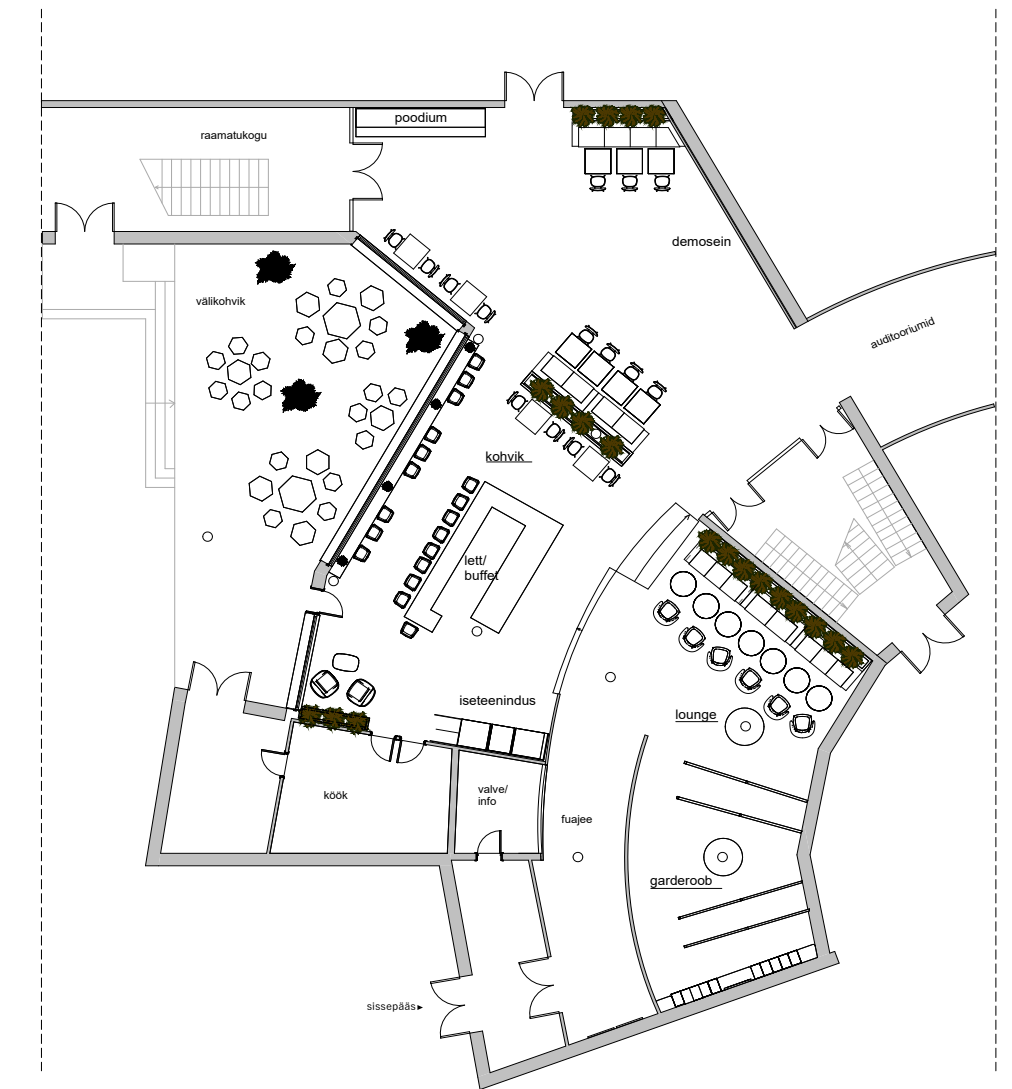 poodium
raamatukogu
demosein
välikohvik
auditooriumid
kohvik
lett/
buffet
iseteenindus
lounge
köök
valve/
info
fuajee
garderoob
sissepääs